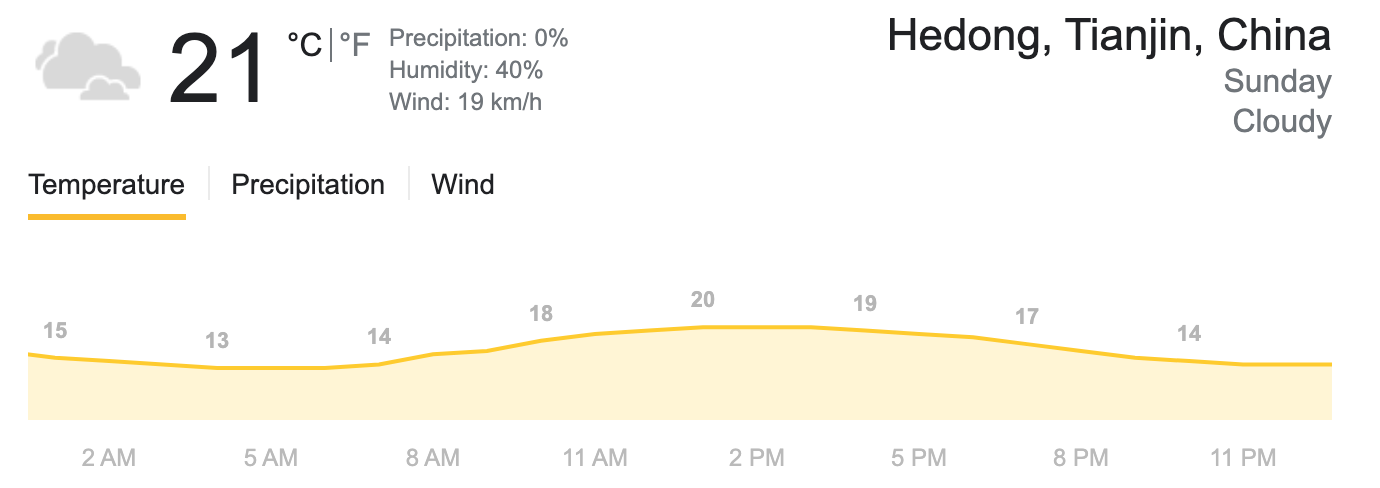 21 °C | °F
Precipitation: 0%
Humidity: 40%
Wind: 19 km/h
Hedong, Tianjin, China
Sunday
Cloudy
Temperature | Precipitation | Wind
15 13 14 18 20 19 17 14
2 AM 5 AM 8 AM 11 AM 2 PM 5 PM 8 PM 11 PM